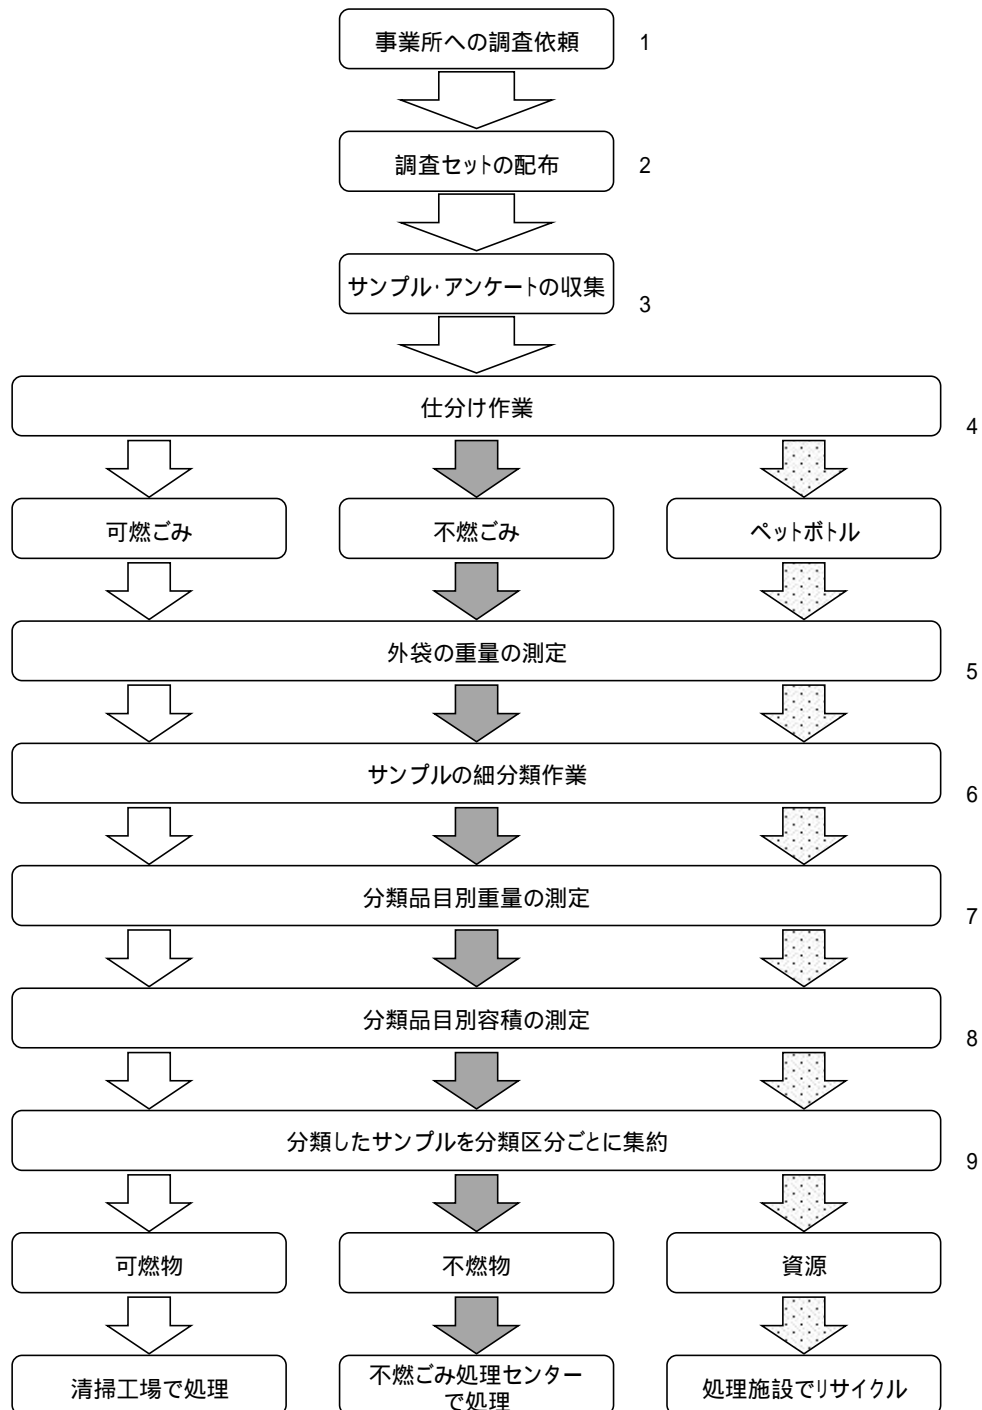 事業所への調査依頼 1
調査セットの配布 2
サンプル・アンケートの収集 3
仕分け作業 4
可燃ごみ 不燃ごみ ペットボトル
外袋の重量の測定 5
サンプルの細分類作業 6
分類品目別重量の測定 7
分類品目別容積の測定 8
分類したサンプルを分類区分ごとに集約 9
可燃物 不燃物 資源
清掃工場で処理
不燃ごみ処理センター
で処理
処理施設でリサイクル